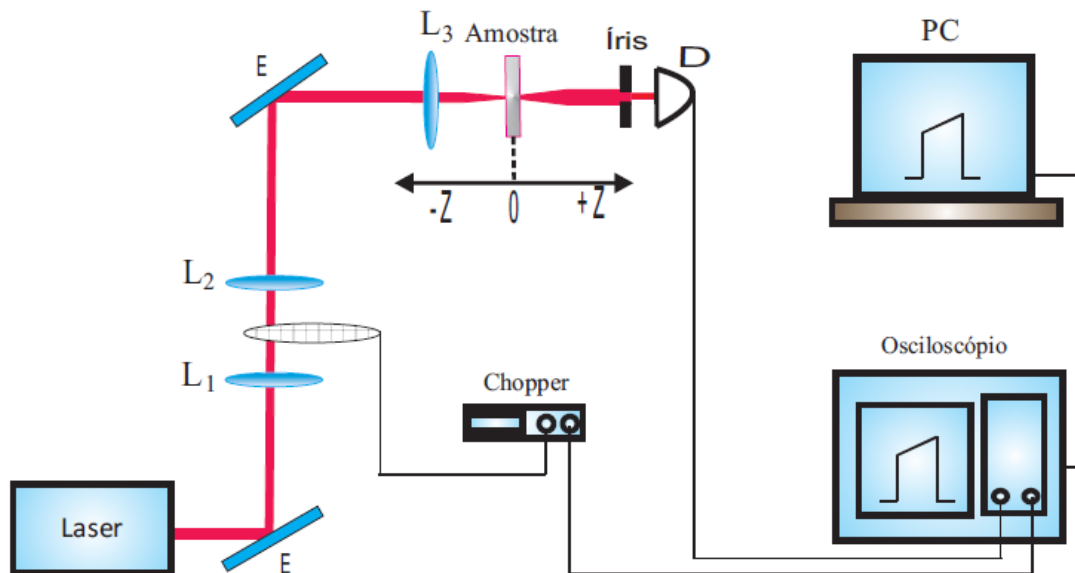 L3
Amostra
Íris
D
PC
E
-Z
0
+Z
L2
L1
Chopper
Osciloscópio
Laser
E